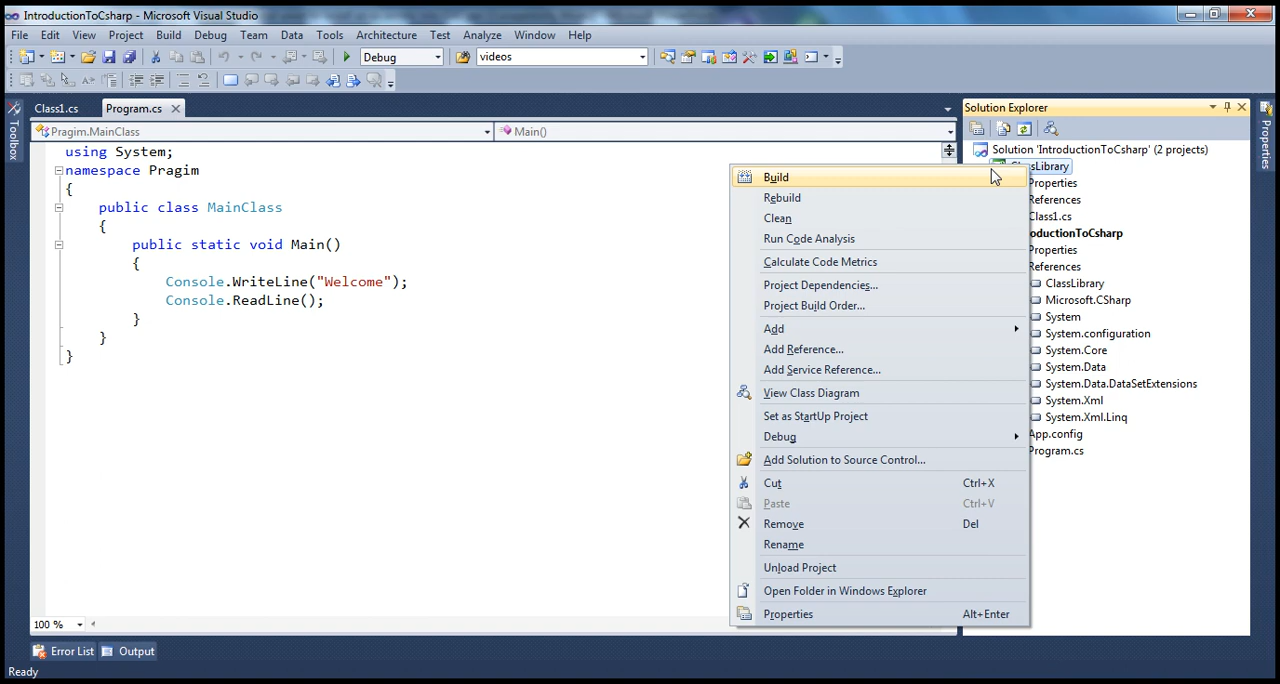 IntroductionToCsharp - Microsoft Visual Studio
File Edit View Project Build Debug Team Data Tools Architecture Test Analyze Window Help
Debug videos
Class1.cs Program.cs
Pragim.MainClass Main()
using System;
namespace Pragim
{
public class MainClass
{
public static void Main()
{
Console.WriteLine("Welcome");
Console.ReadLine();
}
}
}
100 %
Error List Output
Ready
Toolbox
Build
Rebuild
Clean
Run Code Analysis
Calculate Code Metrics
Project Dependencies...
Project Build Order...
Add
Add Reference...
Add Service Reference...
View Class Diagram
Set as StartUp Project
Debug
Add Solution to Source Control...
Cut Ctrl+X
Paste Ctrl+V
Remove Del
Rename
Unload Project
Open Folder in Windows Explorer
Properties Alt+Enter
Solution Explorer
Solution 'IntroductionToCsharp' (2 projects)
ssLibrary
Properties
References
Class1.cs
oductionToCsharp
Properties
References
ClassLibrary
Microsoft.CSharp
System
System.configuration
System.Core
System.Data
System.Data.DataSetExtensions
System.Xml
System.Xml.Linq
App.config
Program.cs
Properties